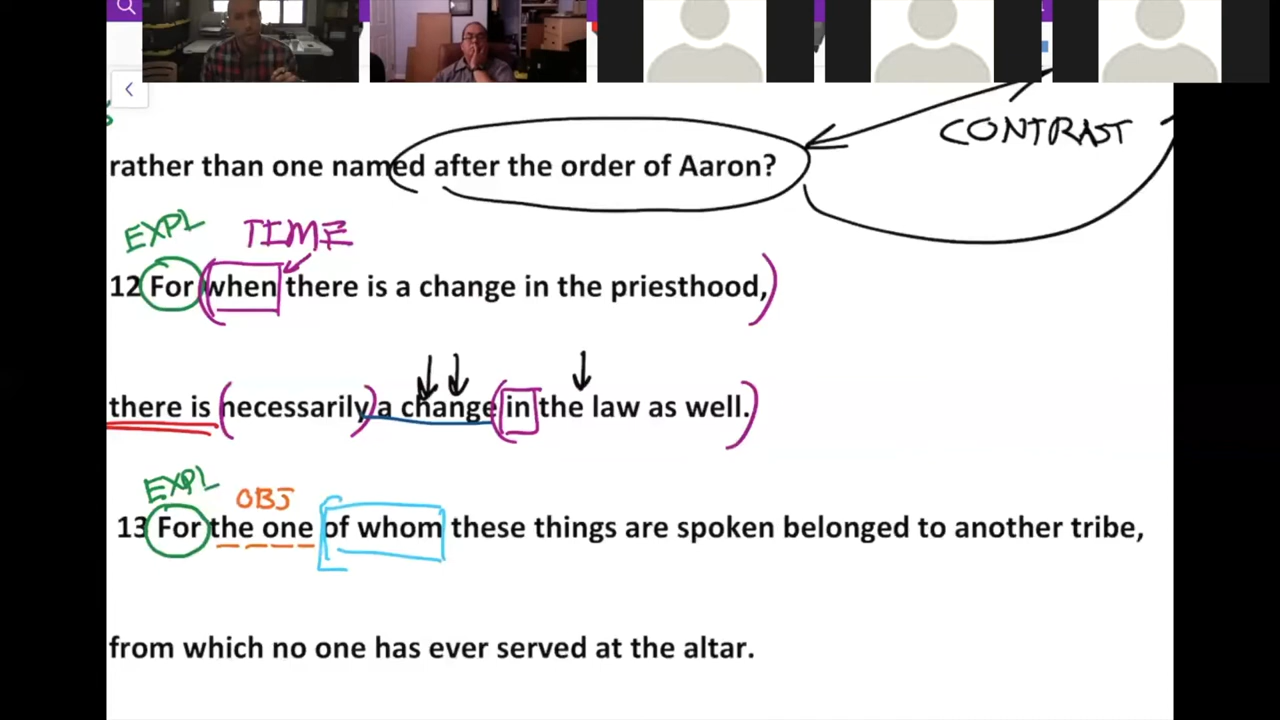 CONTRAST
rather than one named after the order of Aaron?
EXPL TIME
12 For when there is a change in the priesthood,
there is necessarily a change in the law as well.
EXPL OBJ
13 For the one of whom these things are spoken belonged to another tribe,
from which no one has ever served at the altar.